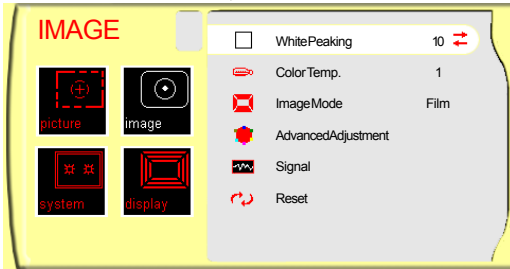 IMAGE
picture
image
system
display
WhitePeaking 10
ColorTemp. 1
ImageMode Film
AdvancedAdjustment
Signal
Reset